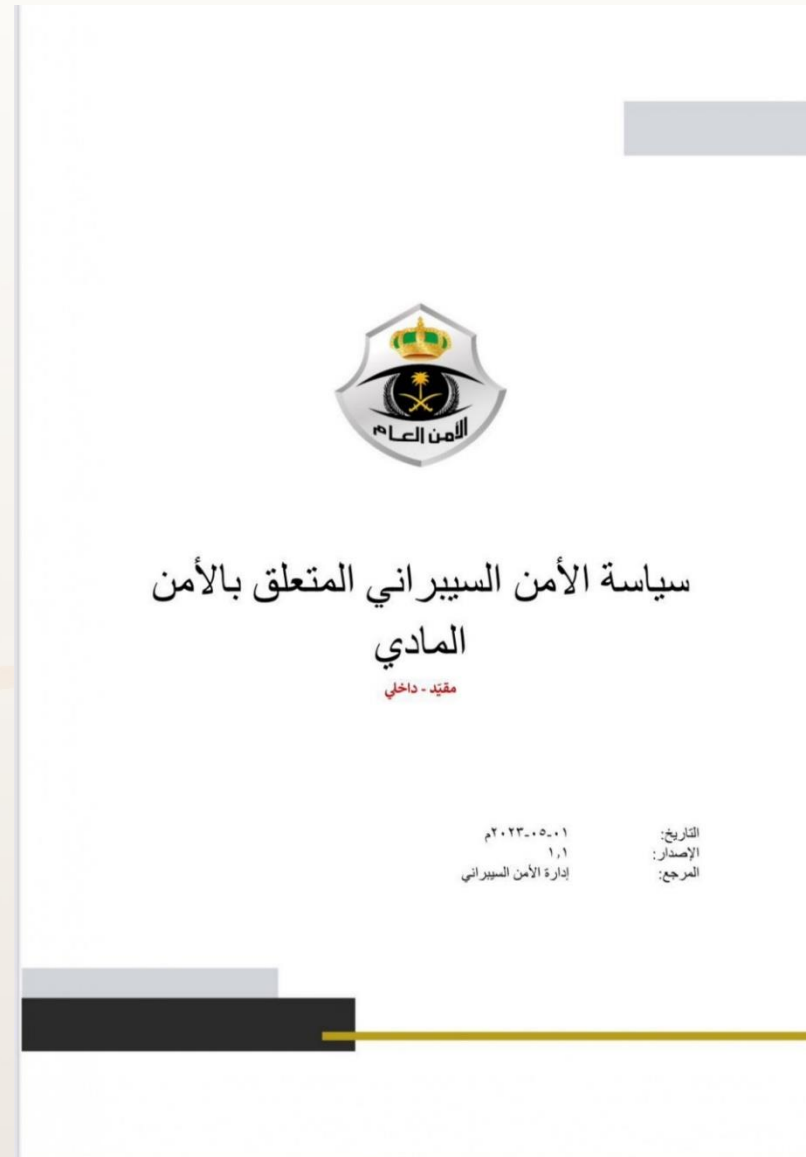 الأمن العام
سياسة الأمن السيبراني المتعلق بالأمن
المادي
مقيّد - داخلي
التاريخ: ٠١-٠٥-٢٠٢٣م
الإصدار: ١,١
المرجع: إدارة الأمن السيبراني